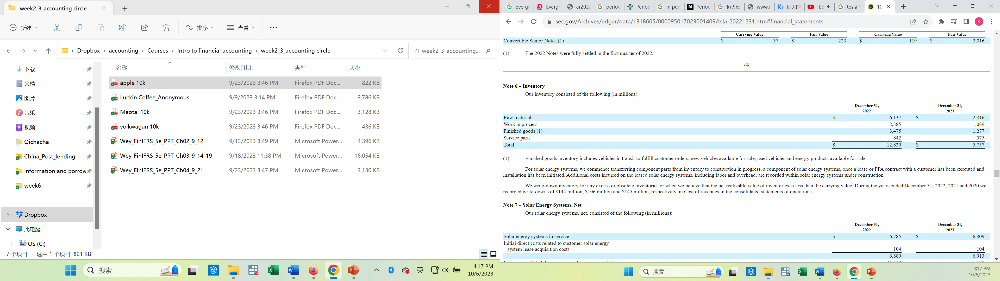 week2_3_accounting circle
新建
排序
查看
Dropbox > accounting > Courses > Intro to financial accounting > week2_3_accounting circle
在 week2_3_accounting...
下载
文档
图片
音乐
视频
Qichacha
China_Post_lending
Information and borrow
week6
Dropbox
此电脑
OS (C:)
名称 修改日期 类型 大小
apple 10k 9/23/2023 3:46 PM Firefox PDF Doc... 822 KB
Luckin Coffee_Anonymous 9/9/2023 3:14 PM Firefox PDF Doc... 9,786 KB
Maotai 10k 9/23/2023 3:46 PM Firefox PDF Doc... 3,128 KB
volkwagan 10k 9/23/2023 3:46 PM Firefox PDF Doc... 436 KB
Wey_FinIFRS_5e_PPT_Ch02_9_12 9/13/2023 8:49 PM Microsoft Power... 4,396 KB
Wey_FinIFRS_5e_PPT_Ch03_9_14_19 9/18/2023 11:38 PM Microsoft Power... 16,054 KB
Wey_FinIFRS_5e_PPT_Ch04_9_21 9/23/2023 3:47 PM Microsoft Power... 3,130 KB
7 个项目 选中 1 个项目 821 KB
搜索
英
4:17 PM
10/6/2023
evergr Evergr ar2022 period Period in peri Period 恒大债 www.r 恒大的 tesla 1 10
sec.gov/Archives/edgar/data/1318605/000095017023001409/tsla-20221231.htm#financial_statements
K
Carrying Value Fair Value Carrying Value Fair Value
Convertible Senior Notes (1) $ 37 $ 223 $ 119 $ 2,016
(1) The 2022 Notes were fully settled in the first quarter of 2022.
69
Note 6 – Inventory
Our inventory consisted of the following (in millions):
December 31, December 31,
2022 2021
Raw materials $ 6,137 $ 2,816
Work in process 2,385 1,089
Finished goods (1) 3,475 1,277
Service parts 842 575
Total $ 12,839 $ 5,757
(1) Finished goods inventory includes vehicles in transit to fulfill customer orders, new vehicles available for sale, used vehicles and energy products available for sale.
For solar energy systems, we commence transferring component parts from inventory to construction in progress, a component of solar energy systems, once a lease or PPA contract with a customer has been executed and
installation has been initiated. Additional costs incurred on the leased solar energy systems, including labor and overhead, are recorded within solar energy systems under construction.
We write-down inventory for any excess or obsolete inventories or when we believe that the net realizable value of inventories is less than the carrying value. During the years ended December 31, 2022, 2021 and 2020 we
recorded write-downs of $144 million, $106 million and $145 million, respectively, in Cost of revenues in the consolidated statements of operations.
Note 7 – Solar Energy Systems, Net
Our solar energy systems, net, consisted of the following (in millions):
December 31, December 31,
2022 2021
Solar energy systems in service $ 6,785 $ 6,809
Initial direct costs related to customer solar energy
system lease acquisition costs 104 104
6,889 6,913
搜索
4:17 PM
10/6/2023